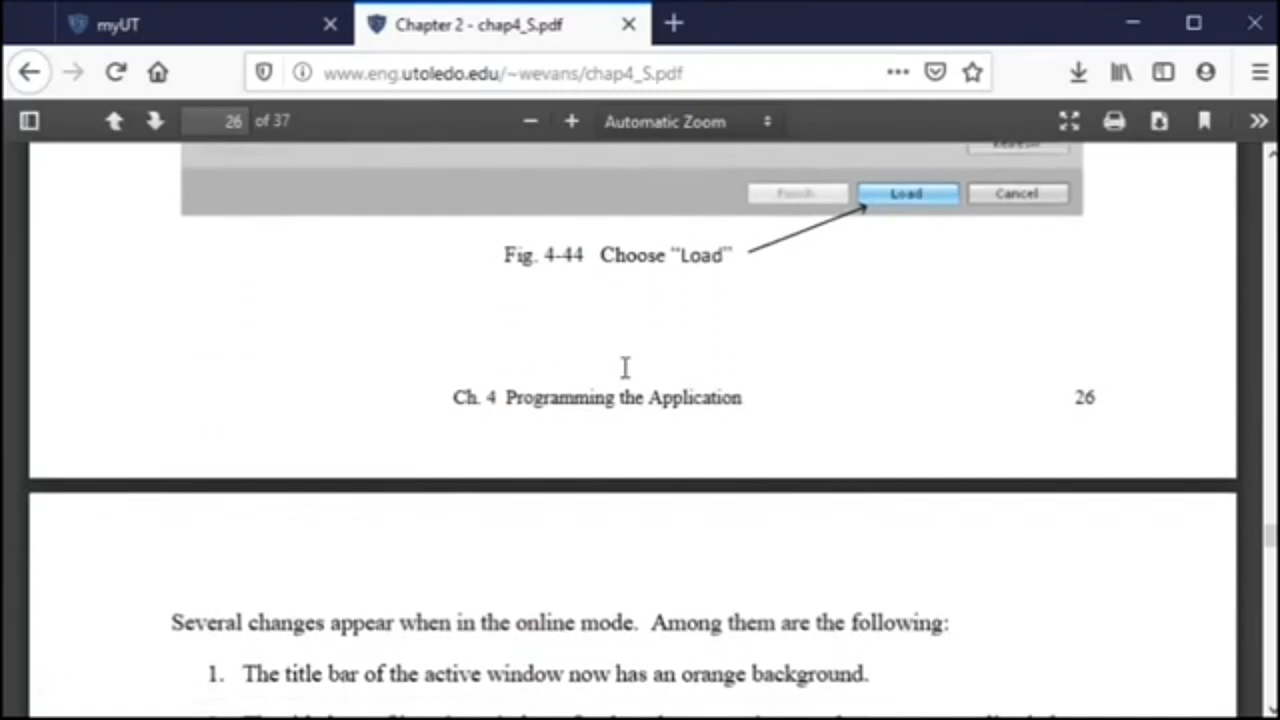 myUT
Chapter 2 - chap4_S.pdf
www.eng.utoledo.edu/~wevans/chap4_S.pdf
26 of 37
Automatic Zoom
Finish Load Cancel
Fig. 4-44 Choose "Load"
Ch. 4 Programming the Application 26
Several changes appear when in the online mode. Among them are the following:
1. The title bar of the active window now has an orange background.